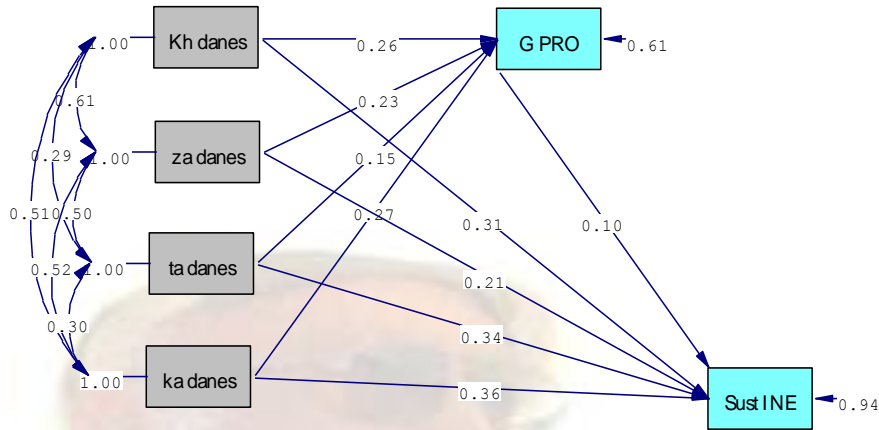 1.00 Kh danes 0.26 G PRO 0.61
0.61
0.23
za danes
1.00
0.29
0.15
0.51 0.50
0.27
0.31
0.10
0.52 1.00 ta danes
0.21
0.30
0.34
1.00 ka danes
0.36
Sust INE 0.94